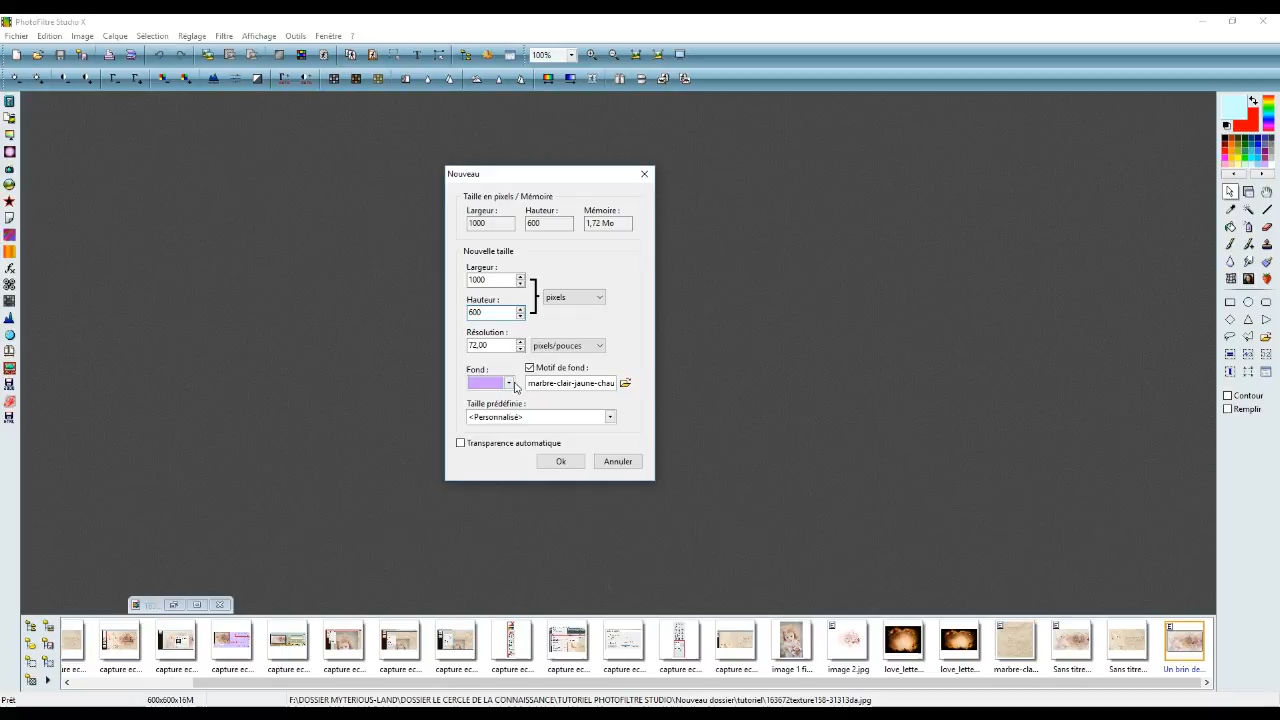 PhotoFiltre Studio X
Fichier Edition Image Calque Sélection Réglage Filtre Affichage Outils Fenêtre ?
100%
Nouveau
Taille en pixels / Mémoire
Largeur : Hauteur : Mémoire :
1000 600 1,72 Mo
Nouvelle taille
Largeur :
1000
pixels
Hauteur :
600
Résolution :
72,00 pixels/pouces
Fond : Motif de fond :
marbre-clair-jaune-chau
Taille prédéfinie :
<Personnalisé>
Transparence automatique
Ok Annuler
Contour
Remplir
ure ec... capture ec... capture ec... capture ec... capture ec... capture ec... capture ec... capture ec... capture ec... capture ec... capture ec... capture ec... image 1 fi... image 2.jpg love_lette... love_lette... marbre-cla... Sans titre... Sans titre... Un brin de...
Prêt 600x600x16M F:\DOSSIER MYTERIOUS-LAND\DOSSIER LE CERCLE DE LA CONNAISSANCE\TUTORIEL PHOTOFILTRE STUDIO\Nouveau dossier\tutoriel\163672texture158-31313da.jpg